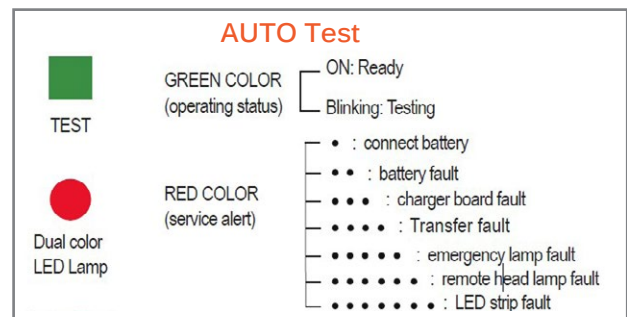 AUTO Test
TEST
GREEN COLOR
(operating status)
ON: Ready
Blinking: Testing
Dual color
LED Lamp
RED COLOR
(service alert)
• : connect battery
• • : battery fault
• • • : charger board fault
• • • • : Transfer fault
• • • • • : emergency lamp fault
• • • • • • : remote head lamp fault
• • • • • • • : LED strip fault